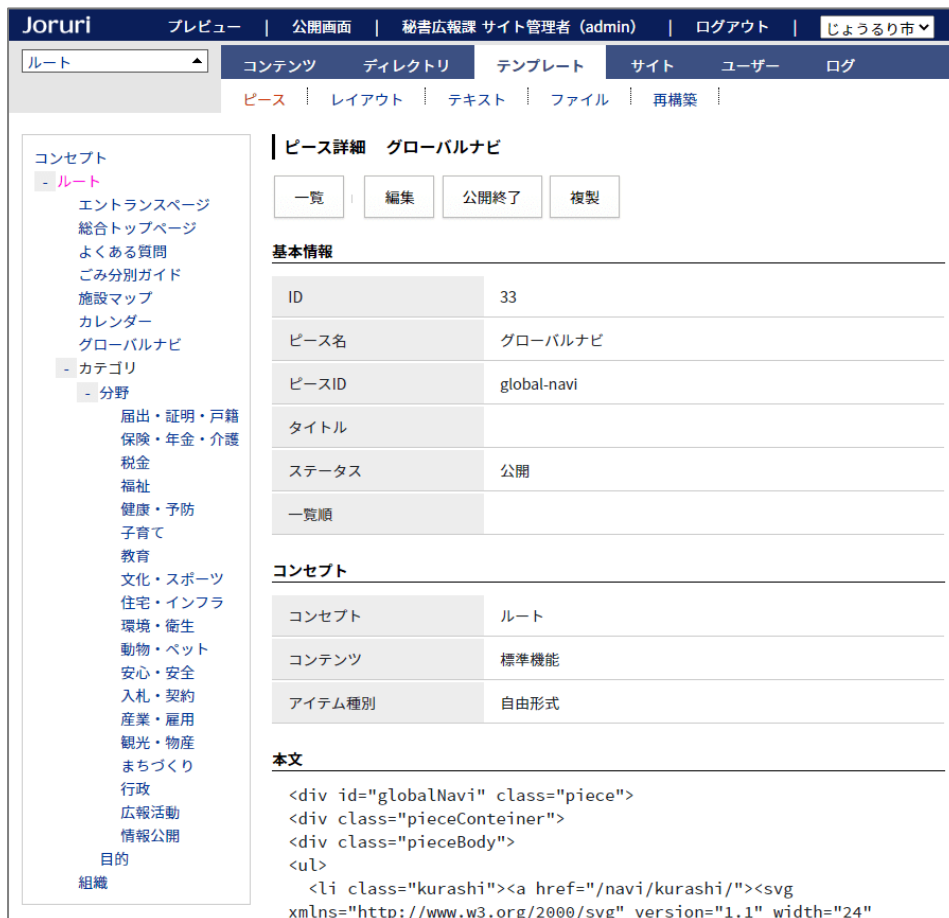 Joruri プレビュー | 公開画面 | 秘書広報課 サイト管理者（admin） | ログアウト | じょうるり市
ルート
コンテンツ ディレクトリ テンプレート サイト ユーザー ログ
ピース レイアウト テキスト ファイル 再構築
コンセプト
- ルート
エントランスページ
総合トップページ
よくある質問
ごみ分別ガイド
施設マップ
カレンダー
グローバルナビ
- カテゴリ
- 分野
届出・証明・戸籍
保険・年金・介護
税金
福祉
健康・予防
子育て
教育
文化・スポーツ
住宅・インフラ
環境・衛生
動物・ペット
安心・安全
入札・契約
産業・雇用
観光・物産
まちづくり
行政
広報活動
情報公開
目的
組織
ピース詳細 グローバルナビ
一覧 編集 公開終了 複製
基本情報
ID 33
ピース名 グローバルナビ
ピースID global-navi
タイトル
ステータス 公開
一覧順
コンセプト
コンセプト ルート
コンテンツ 標準機能
アイテム種別 自由形式
本文
<div id="globalNavi" class="piece">
<div class="pieceConteiner">
<div class="pieceBody">
<ul>
<li class="kurashi"><a href="/navi/kurashi/"><svg
xmlns="http://www.w3.org/2000/svg" version="1.1" width="24"